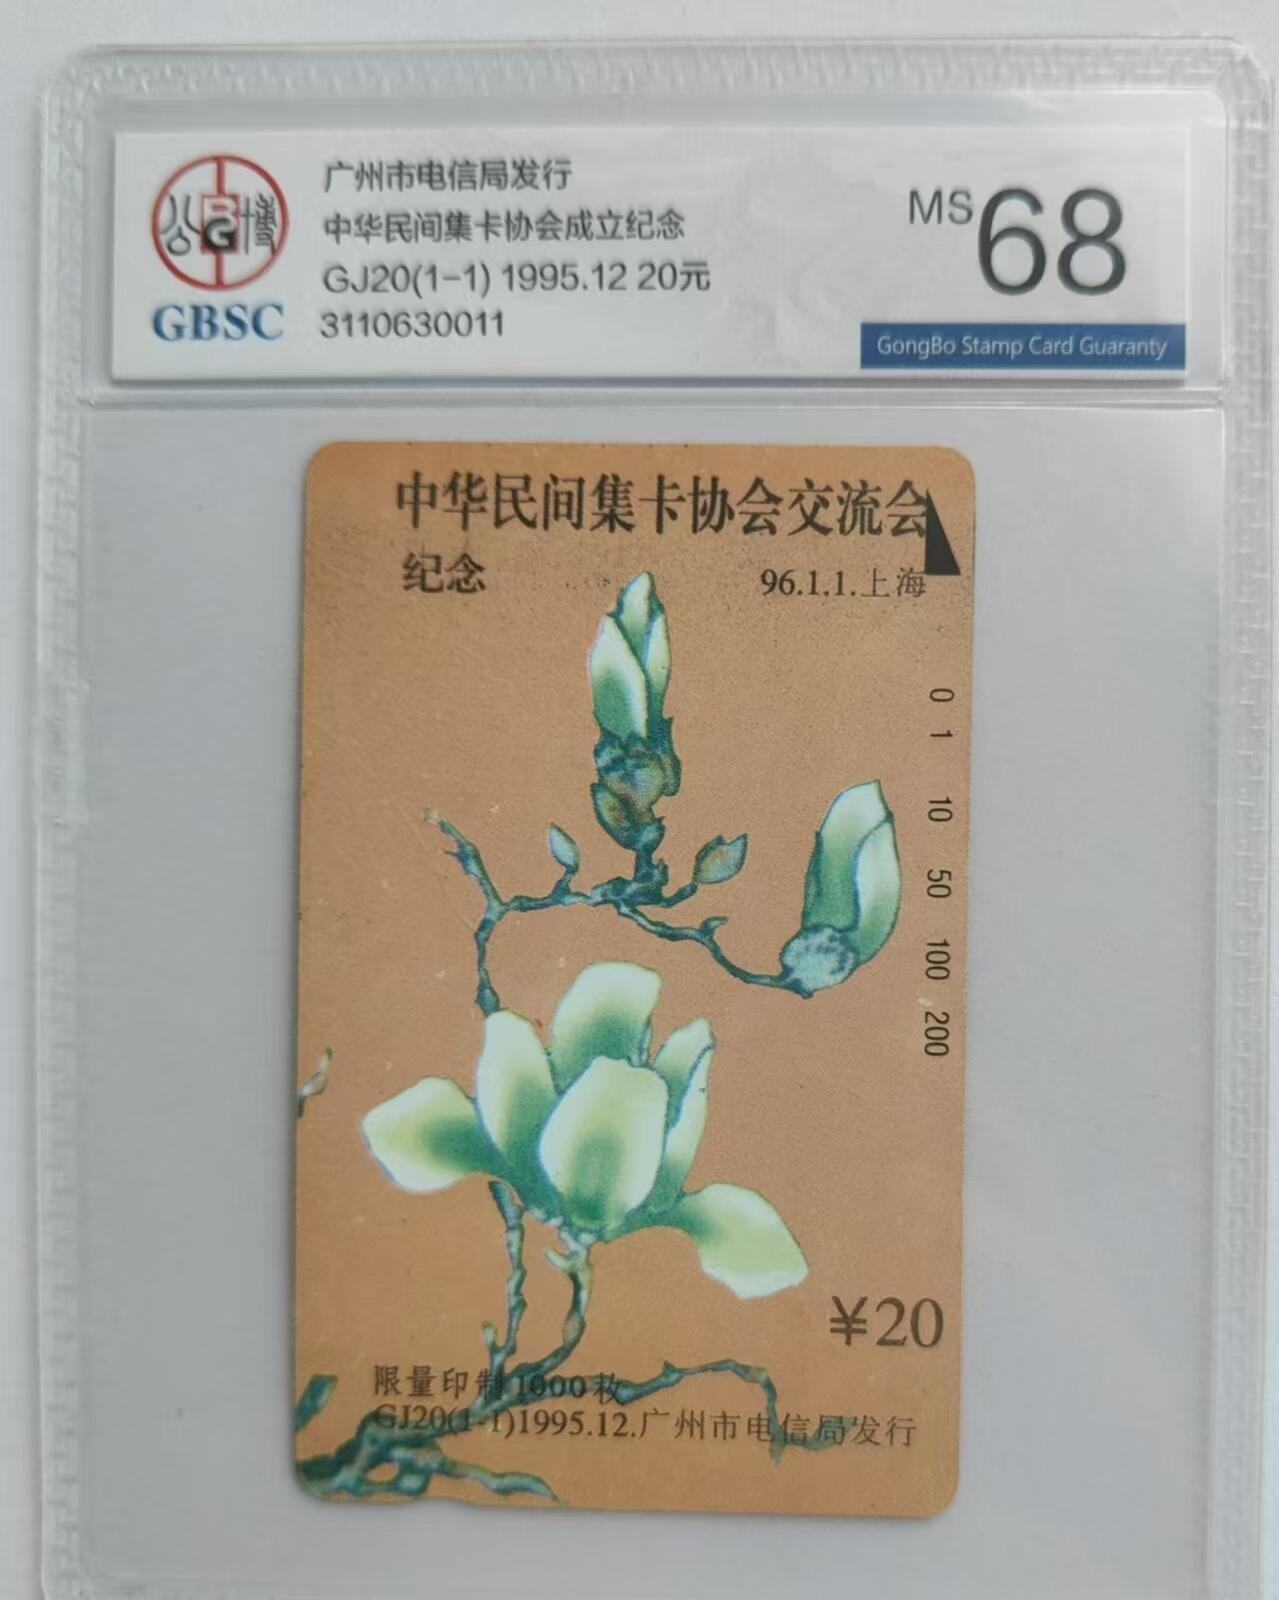 公博
BG
GBSC
广州市电信局发行
中华民间集卡协会成立纪念
GJ20(1-1) 1995.12 20元
3110630011
MS 68
GongBo Stamp Card Guaranty
中华民间集卡协会交流会
纪念
96.1.1.上海
0
1
10
50
100
200
¥20
限量印制1000枚
GJ20(1-1)1995.12.广州市电信局发行